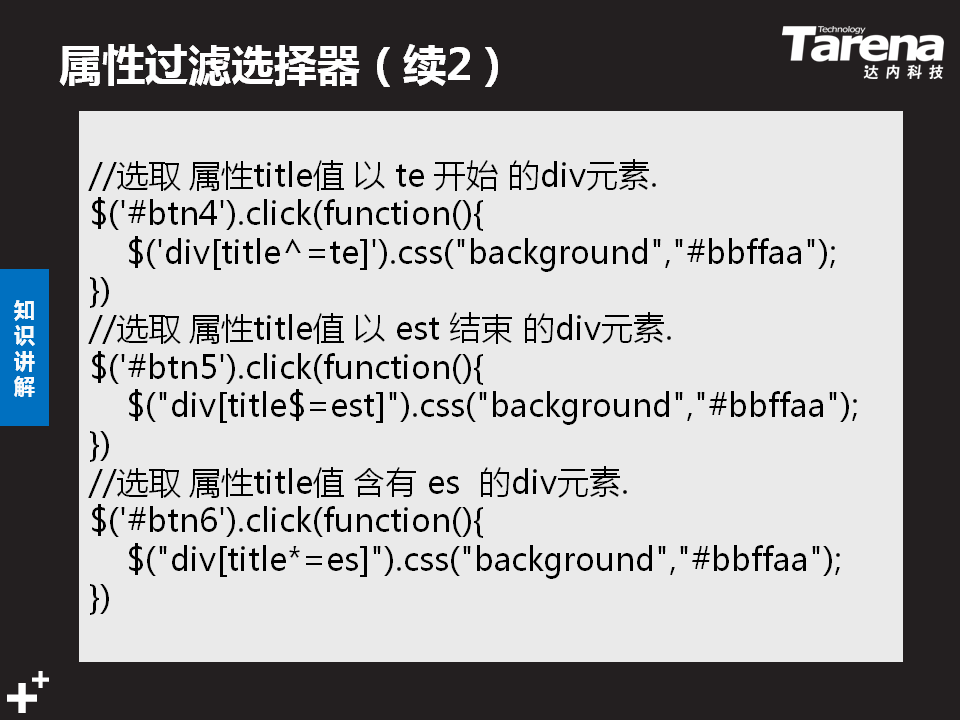 属性过滤选择器（续2）
Technology
Tarena
达内科技
//选取 属性title值 以 te 开始 的div元素.
$('#btn4').click(function(){
    $('div[title^=te]').css("background","#bbffaa");
})
//选取 属性title值 以 est 结束 的div元素.
$('#btn5').click(function(){
    $("div[title$=est]").css("background","#bbffaa");
})
//选取 属性title值 含有 es  的div元素.
$('#btn6').click(function(){
    $("div[title*=es]").css("background","#bbffaa");
})
知识讲解